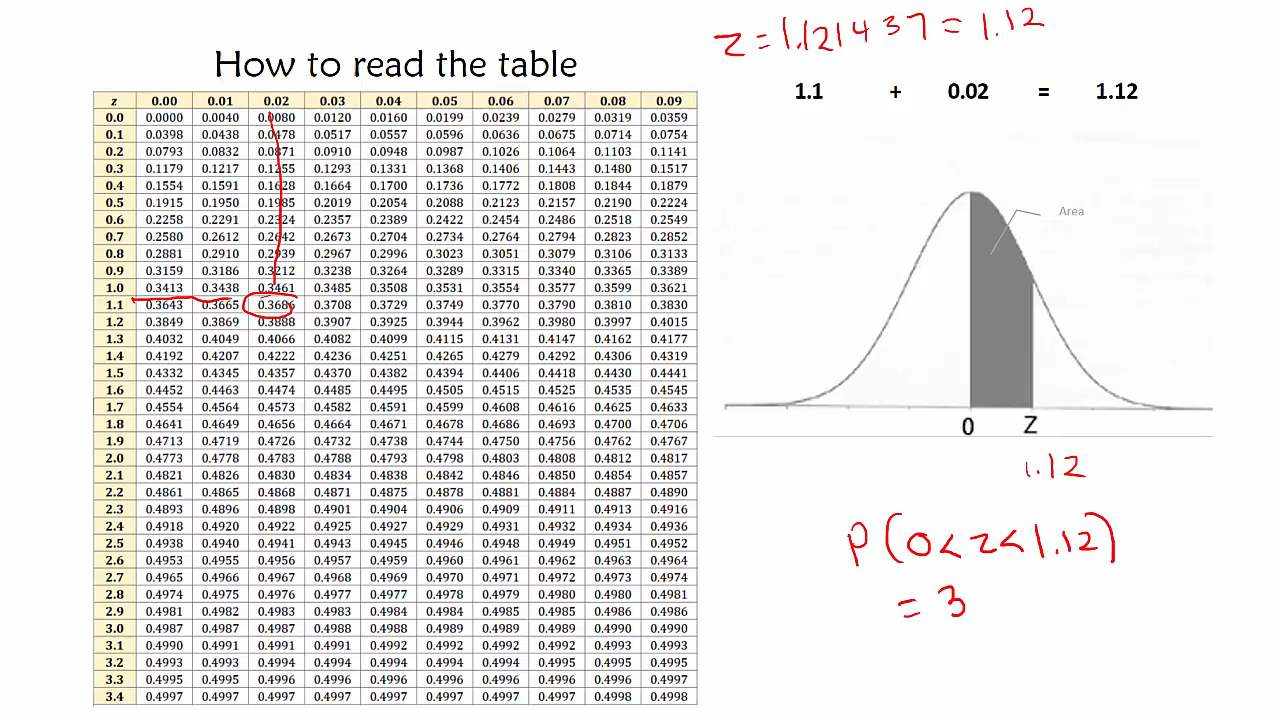 z = 1.121437 = 1.12
How to read the table
1.1 + 0.02 = 1.12
z 0.00 0.01 0.02 0.03 0.04 0.05 0.06 0.07 0.08 0.09
0.0 0.0000 0.0040 0.0080 0.0120 0.0160 0.0199 0.0239 0.0279 0.0319 0.0359
0.1 0.0398 0.0438 0.0478 0.0517 0.0557 0.0596 0.0636 0.0675 0.0714 0.0754
0.2 0.0793 0.0832 0.0871 0.0910 0.0948 0.0987 0.1026 0.1064 0.1103 0.1141
0.3 0.1179 0.1217 0.1255 0.1293 0.1331 0.1368 0.1406 0.1443 0.1480 0.1517
0.4 0.1554 0.1591 0.1628 0.1664 0.1700 0.1736 0.1772 0.1808 0.1844 0.1879
0.5 0.1915 0.1950 0.1985 0.2019 0.2054 0.2088 0.2123 0.2157 0.2190 0.2224
0.6 0.2258 0.2291 0.2324 0.2357 0.2389 0.2422 0.2454 0.2486 0.2518 0.2549
0.7 0.2580 0.2612 0.2642 0.2673 0.2704 0.2734 0.2764 0.2794 0.2823 0.2852
0.8 0.2881 0.2910 0.2939 0.2967 0.2996 0.3023 0.3051 0.3079 0.3106 0.3133
0.9 0.3159 0.3186 0.3212 0.3238 0.3264 0.3289 0.3315 0.3340 0.3365 0.3389
1.0 0.3413 0.3438 0.3461 0.3485 0.3508 0.3531 0.3554 0.3577 0.3599 0.3621
1.1 0.3643 0.3665 0.3686 0.3708 0.3729 0.3749 0.3770 0.3790 0.3810 0.3830
1.2 0.3849 0.3869 0.3888 0.3907 0.3925 0.3944 0.3962 0.3980 0.3997 0.4015
1.3 0.4032 0.4049 0.4066 0.4082 0.4099 0.4115 0.4131 0.4147 0.4162 0.4177
1.4 0.4192 0.4207 0.4222 0.4236 0.4251 0.4265 0.4279 0.4292 0.4306 0.4319
1.5 0.4332 0.4345 0.4357 0.4370 0.4382 0.4394 0.4406 0.4418 0.4430 0.4441
1.6 0.4452 0.4463 0.4474 0.4485 0.4495 0.4505 0.4515 0.4525 0.4535 0.4545
1.7 0.4554 0.4564 0.4573 0.4582 0.4591 0.4599 0.4608 0.4616 0.4625 0.4633
1.8 0.4641 0.4649 0.4656 0.4664 0.4671 0.4678 0.4686 0.4693 0.4700 0.4706
1.9 0.4713 0.4719 0.4726 0.4732 0.4738 0.4744 0.4750 0.4756 0.4762 0.4767
2.0 0.4773 0.4778 0.4783 0.4788 0.4793 0.4798 0.4803 0.4808 0.4812 0.4817
2.1 0.4821 0.4826 0.4830 0.4834 0.4838 0.4842 0.4846 0.4850 0.4854 0.4857
2.2 0.4861 0.4865 0.4868 0.4871 0.4875 0.4878 0.4881 0.4884 0.4887 0.4890
2.3 0.4893 0.4896 0.4898 0.4901 0.4904 0.4906 0.4909 0.4911 0.4913 0.4916
2.4 0.4918 0.4920 0.4922 0.4925 0.4927 0.4929 0.4931 0.4932 0.4934 0.4936
2.5 0.4938 0.4940 0.4941 0.4943 0.4945 0.4946 0.4948 0.4949 0.4951 0.4952
2.6 0.4953 0.4955 0.4956 0.4957 0.4959 0.4960 0.4961 0.4962 0.4963 0.4964
2.7 0.4965 0.4966 0.4967 0.4968 0.4969 0.4970 0.4971 0.4972 0.4973 0.4974
2.8 0.4974 0.4975 0.4976 0.4977 0.4977 0.4978 0.4979 0.4980 0.4980 0.4981
2.9 0.4981 0.4982 0.4983 0.4983 0.4984 0.4984 0.4985 0.4985 0.4986 0.4986
3.0 0.4987 0.4987 0.4987 0.4988 0.4988 0.4989 0.4989 0.4989 0.4990 0.4990
3.1 0.4990 0.4991 0.4991 0.4991 0.4992 0.4992 0.4992 0.4992 0.4993 0.4993
3.2 0.4993 0.4993 0.4994 0.4994 0.4994 0.4994 0.4994 0.4995 0.4995 0.4995
3.3 0.4995 0.4995 0.4996 0.4996 0.4996 0.4996 0.4996 0.4996 0.4996 0.4997
3.4 0.4997 0.4997 0.4997 0.4997 0.4997 0.4997 0.4997 0.4997 0.4998 0.4998
Area
0 Z
1.12
P(0<z<1.12)
= 3